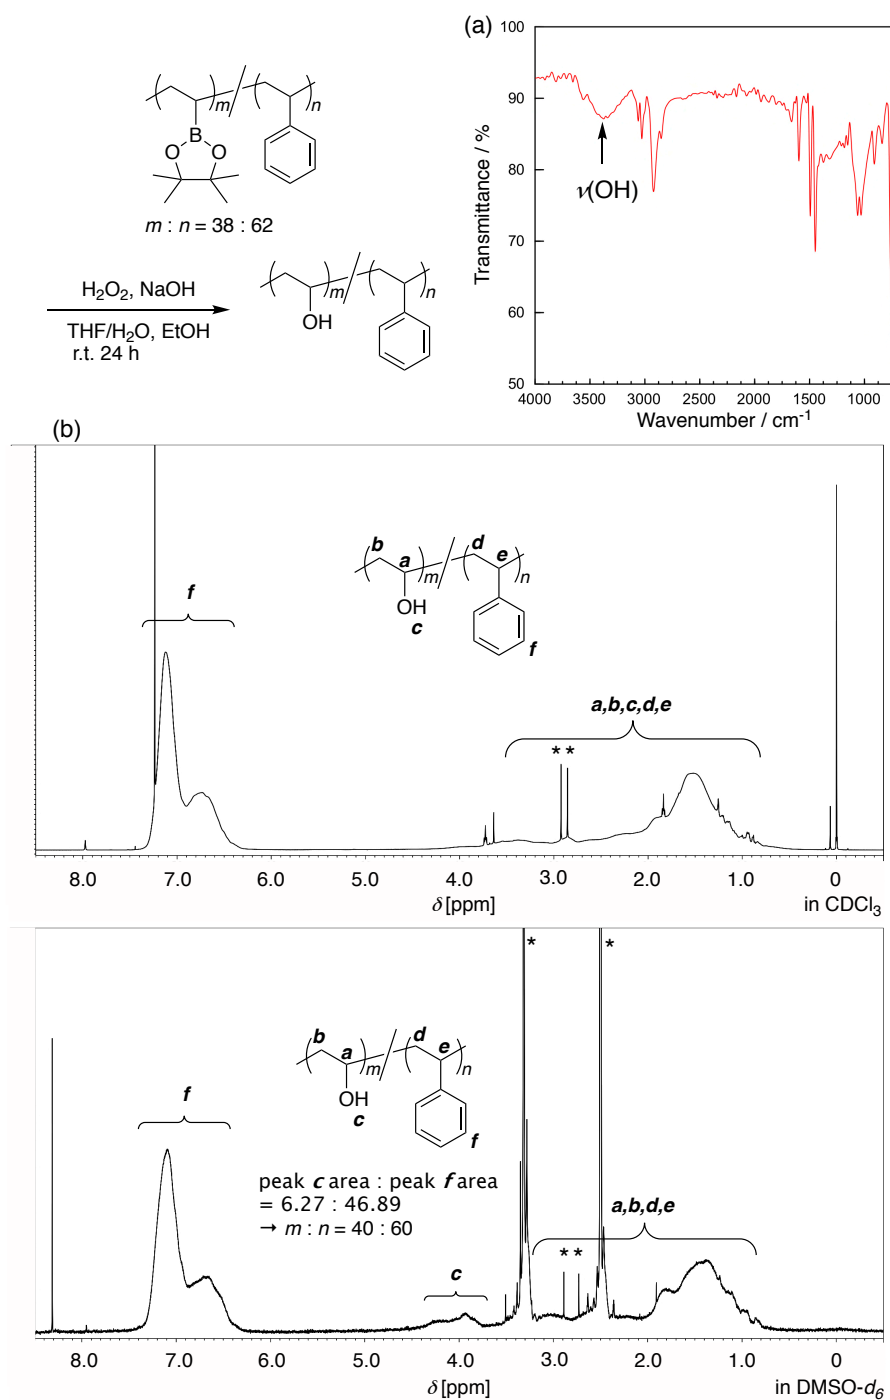 (a)
m
n
B
O
O
m : n = 38 : 62
H2O2, NaOH
THF/H2O, EtOH
r.t. 24 h
m
n
OH
Transmittance / %
100
90
80
70
60
50
ν(OH)
4000 3500 3000 2500 2000 1500 1000
Wavenumber / cm-1
(b)
b
a
d
e
m
n
OH
c
f
f
a,b,c,d,e
* *
8.0 7.0 6.0 5.0 4.0 3.0 2.0 1.0 0
δ [ppm]
in CDCl3
* *
b
a
d
e
m
n
OH
c
f
f
peak c area : peak f area
= 6.27 : 46.89
→ m : n = 40 : 60
a,b,d,e
* *
c
8.0 7.0 6.0 5.0 4.0 3.0 2.0 1.0 0
δ [ppm]
in DMSO-d6